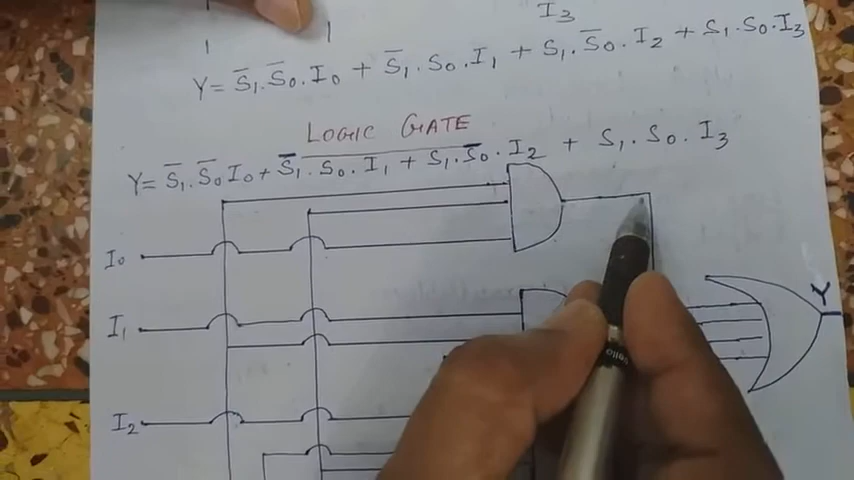 I₃
Y = S̅₁.S̅₀.I₀ + S̅₁.S₀.I₁ + S₁.S̅₀.I₂ + S₁.S₀.I₃
LOGIC GATE
Y = S̅₁.S̅₀ I₀ + S̅₁.S₀.I₁ + S₁.S̅₀.I₂ + S₁.S₀.I₃
I₀
I₁
Y
I₂